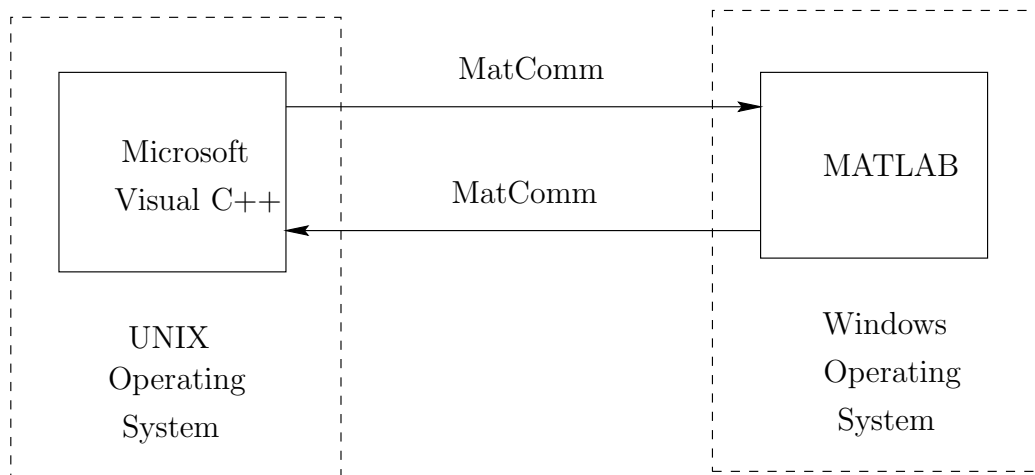 MatComm
Microsoft
Visual C++
MatComm
MATLAB
UNIX
Operating
System
Windows
Operating
System